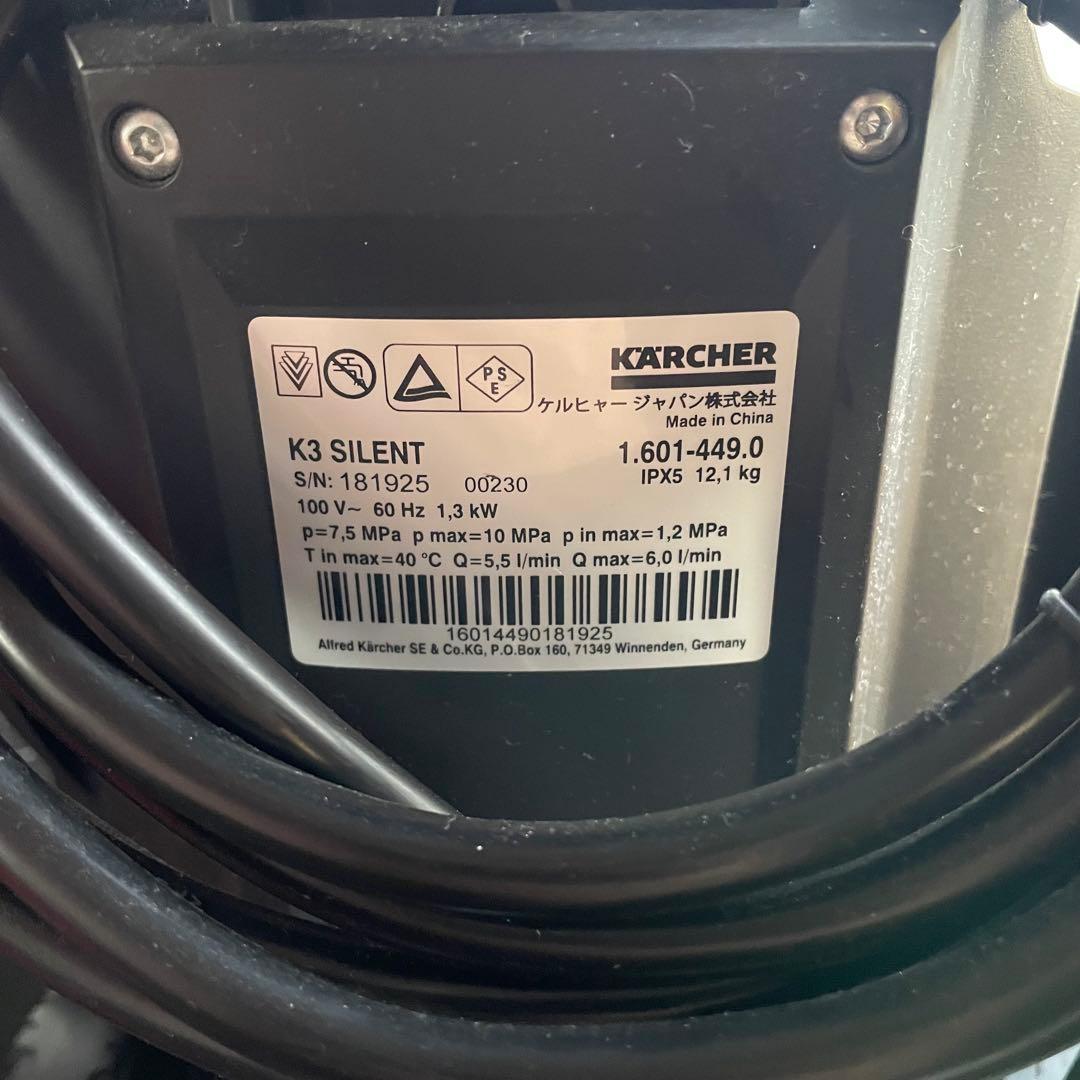 PS
E
KÄRCHER
ケルヒャー ジャパン株式会社
Made in China
K3 SILENT 1.601-449.0
S/N: 181925 00230 IPX5 12,1 kg
100 V~ 60 Hz 1,3 kW
p=7,5 MPa p max=10 MPa p in max=1,2 MPa
T in max=40 °C Q=5,5 l/min Q max=6,0 l/min
16014490181925
Alfred Kärcher SE & Co.KG, P.O.Box 160, 71349 Winnenden, Germany